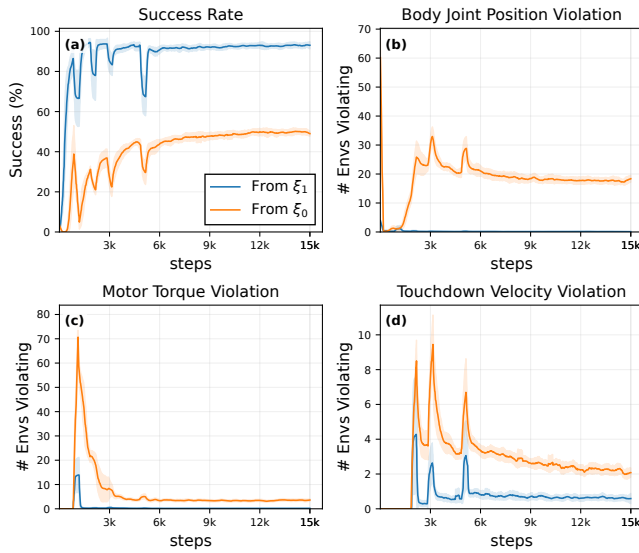 Success Rate
(a)
Success (%)
100
80
60
40
20
0
From ξ1
From ξ0
3k 6k 9k 12k 15k 15k
steps
Body Joint Position Violation
(b)
# Envs Violating
70
60
50
40
30
20
10
0
3k 6k 9k 12k 15k 15k
steps
Motor Torque Violation
(c)
# Envs Violating
80
70
60
50
40
30
20
10
0
3k 6k 9k 12k 15k 15k
steps
Touchdown Velocity Violation
(d)
# Envs Violating
10
8
6
4
2
0
3k 6k 9k 12k 15k 15k
steps